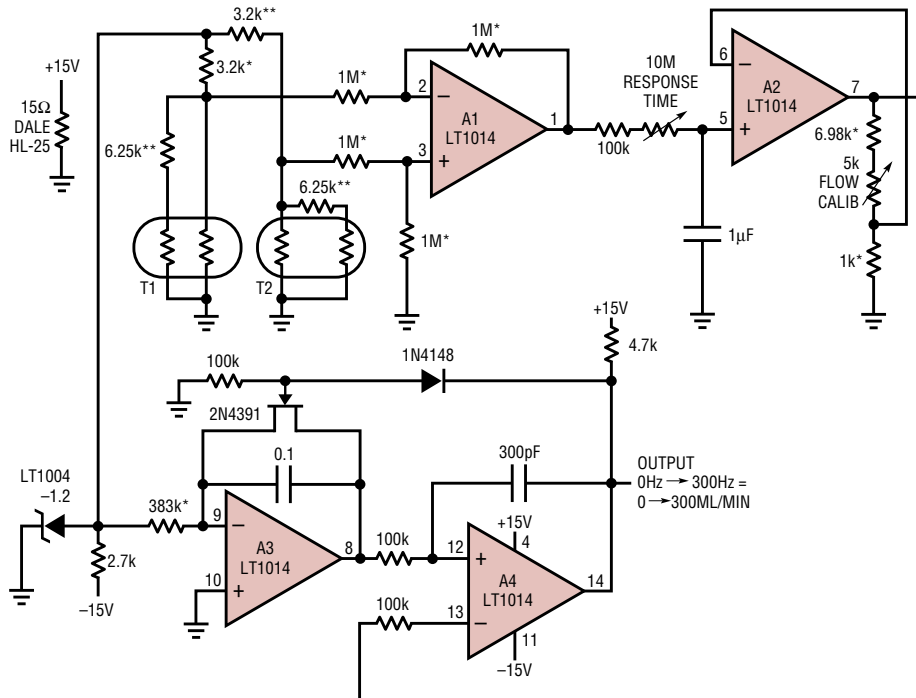 3.2k**
3.2k*
+15V
15Ω
DALE
HL-25
6.25k**
1M*
1M*
1M*
6.25k**
1M*
2
3
1
A1
LT1014
10M
RESPONSE
TIME
100k
6
5
7
A2
LT1014
6.98k*
5k
FLOW
CALIB
1k*
1µF
T1
T2
+15V
4.7k
100k
1N4148
2N4391
0.1
300pF
OUTPUT
0Hz → 300Hz =
0 → 300ML/MIN
LT1004
–1.2
383k*
2.7k
–15V
9
10
8
A3
LT1014
100k
100k
12
13
+15V
4
A4
LT1014
14
11
–15V